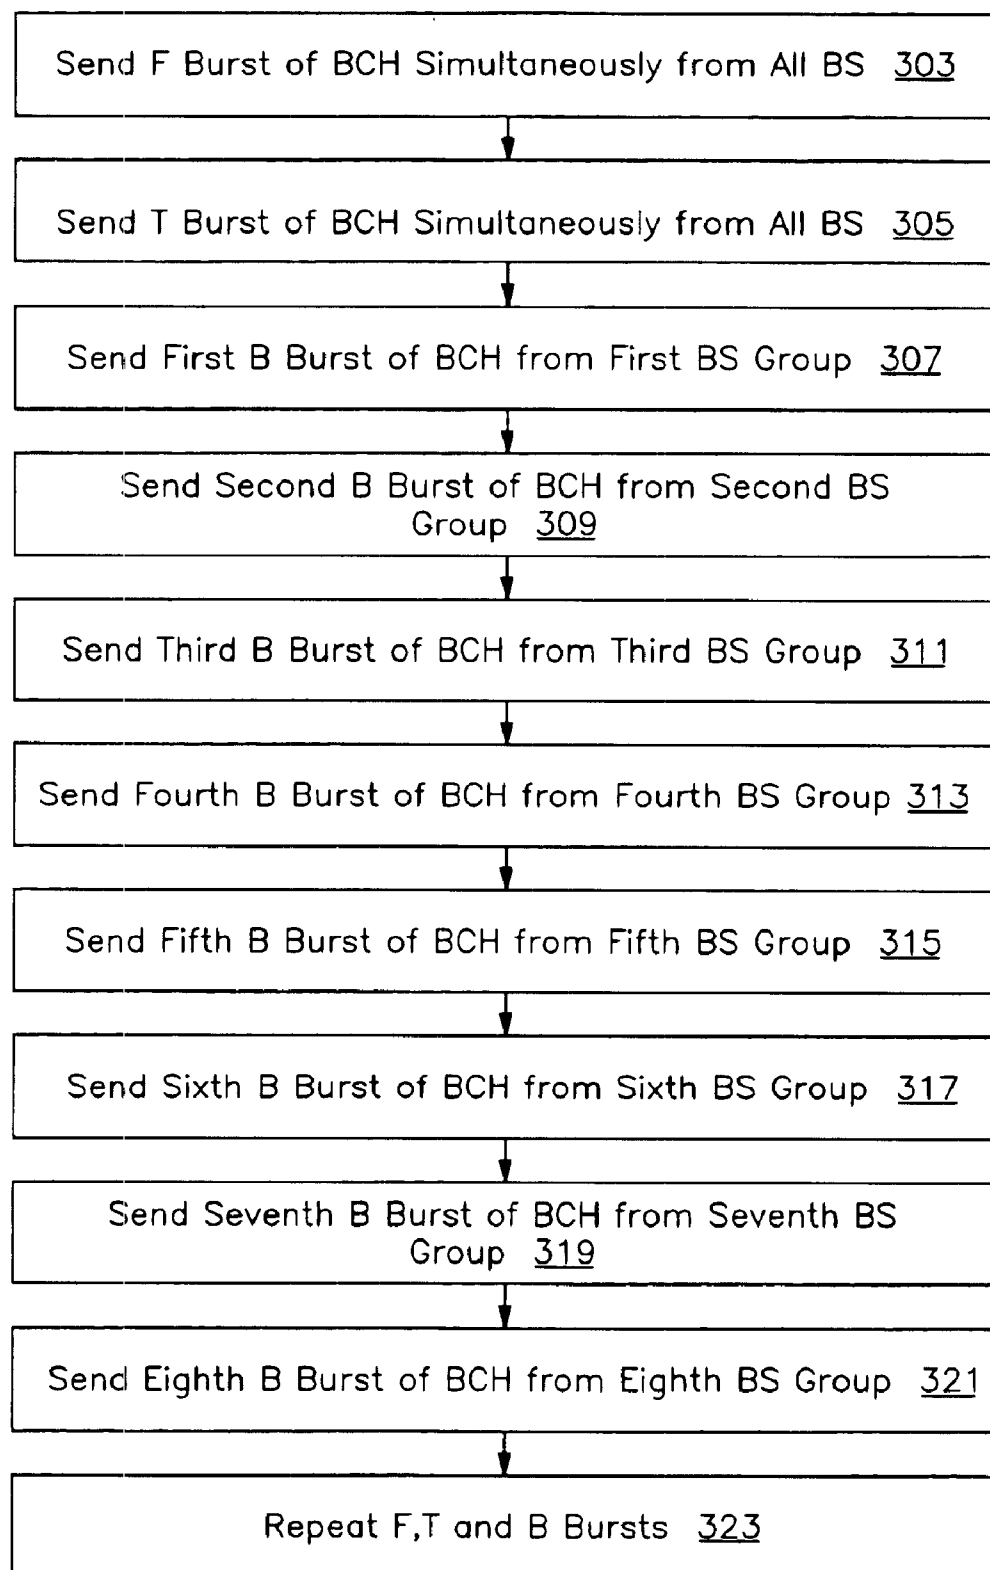 Send F Burst of BCH Simultaneously from All BS 303
Send T Burst of BCH Simultaneously from All BS 305
Send First B Burst of BCH from First BS Group 307
Send Second B Burst of BCH from Second BS
Group 309
Send Third B Burst of BCH from Third BS Group 311
Send Fourth B Burst of BCH from Fourth BS Group 313
Send Fifth B Burst of BCH from Fifth BS Group 315
Send Sixth B Burst of BCH from Sixth BS Group 317
Send Seventh B Burst of BCH from Seventh BS
Group 319
Send Eighth B Burst of BCH from Eighth BS Group 321
Repeat F,T and B Bursts 323